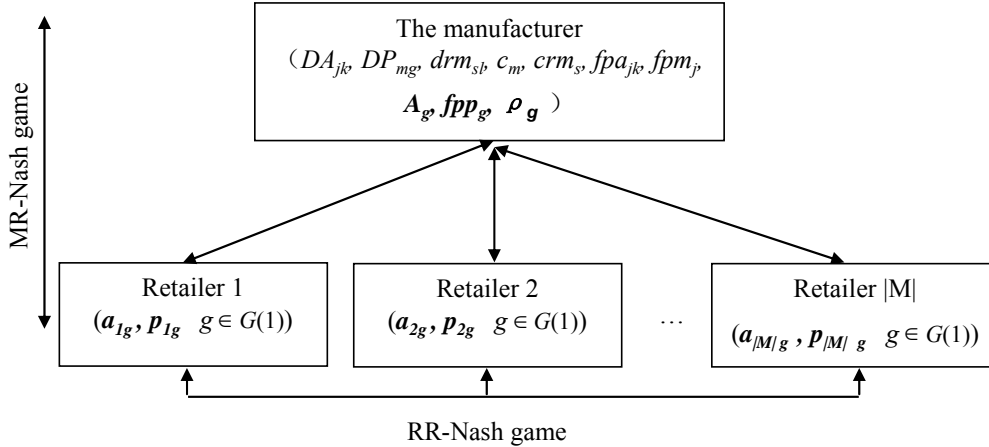 MR-Nash game
The manufacturer
（DA_jk, DP_mg, drm_sl, c_m, crm_s, fpa_jk, fpm_j,
A_g, fpp_g, ρ_g ）
Retailer 1
(a_1g, p_1g g ∈ G(1))
Retailer 2
(a_2g, p_2g g ∈ G(1))
…
Retailer |M|
(a_|M| g , p_|M| g g ∈ G(1))
RR-Nash game